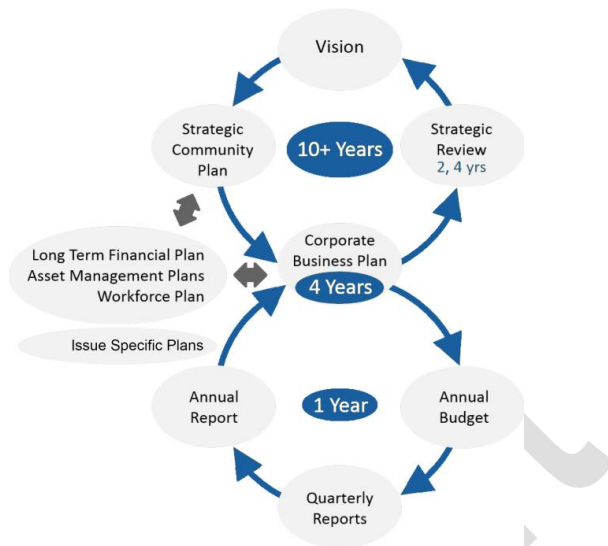 Vision
Strategic
Community
Plan
10+ Years
Strategic
Review
2, 4 yrs
Long Term Financial Plan
Asset Management Plans
Workforce Plan
Corporate
Business Plan
4 Years
Issue Specific Plans
Annual
Report
1 Year
Annual
Budget
Quarterly
Reports